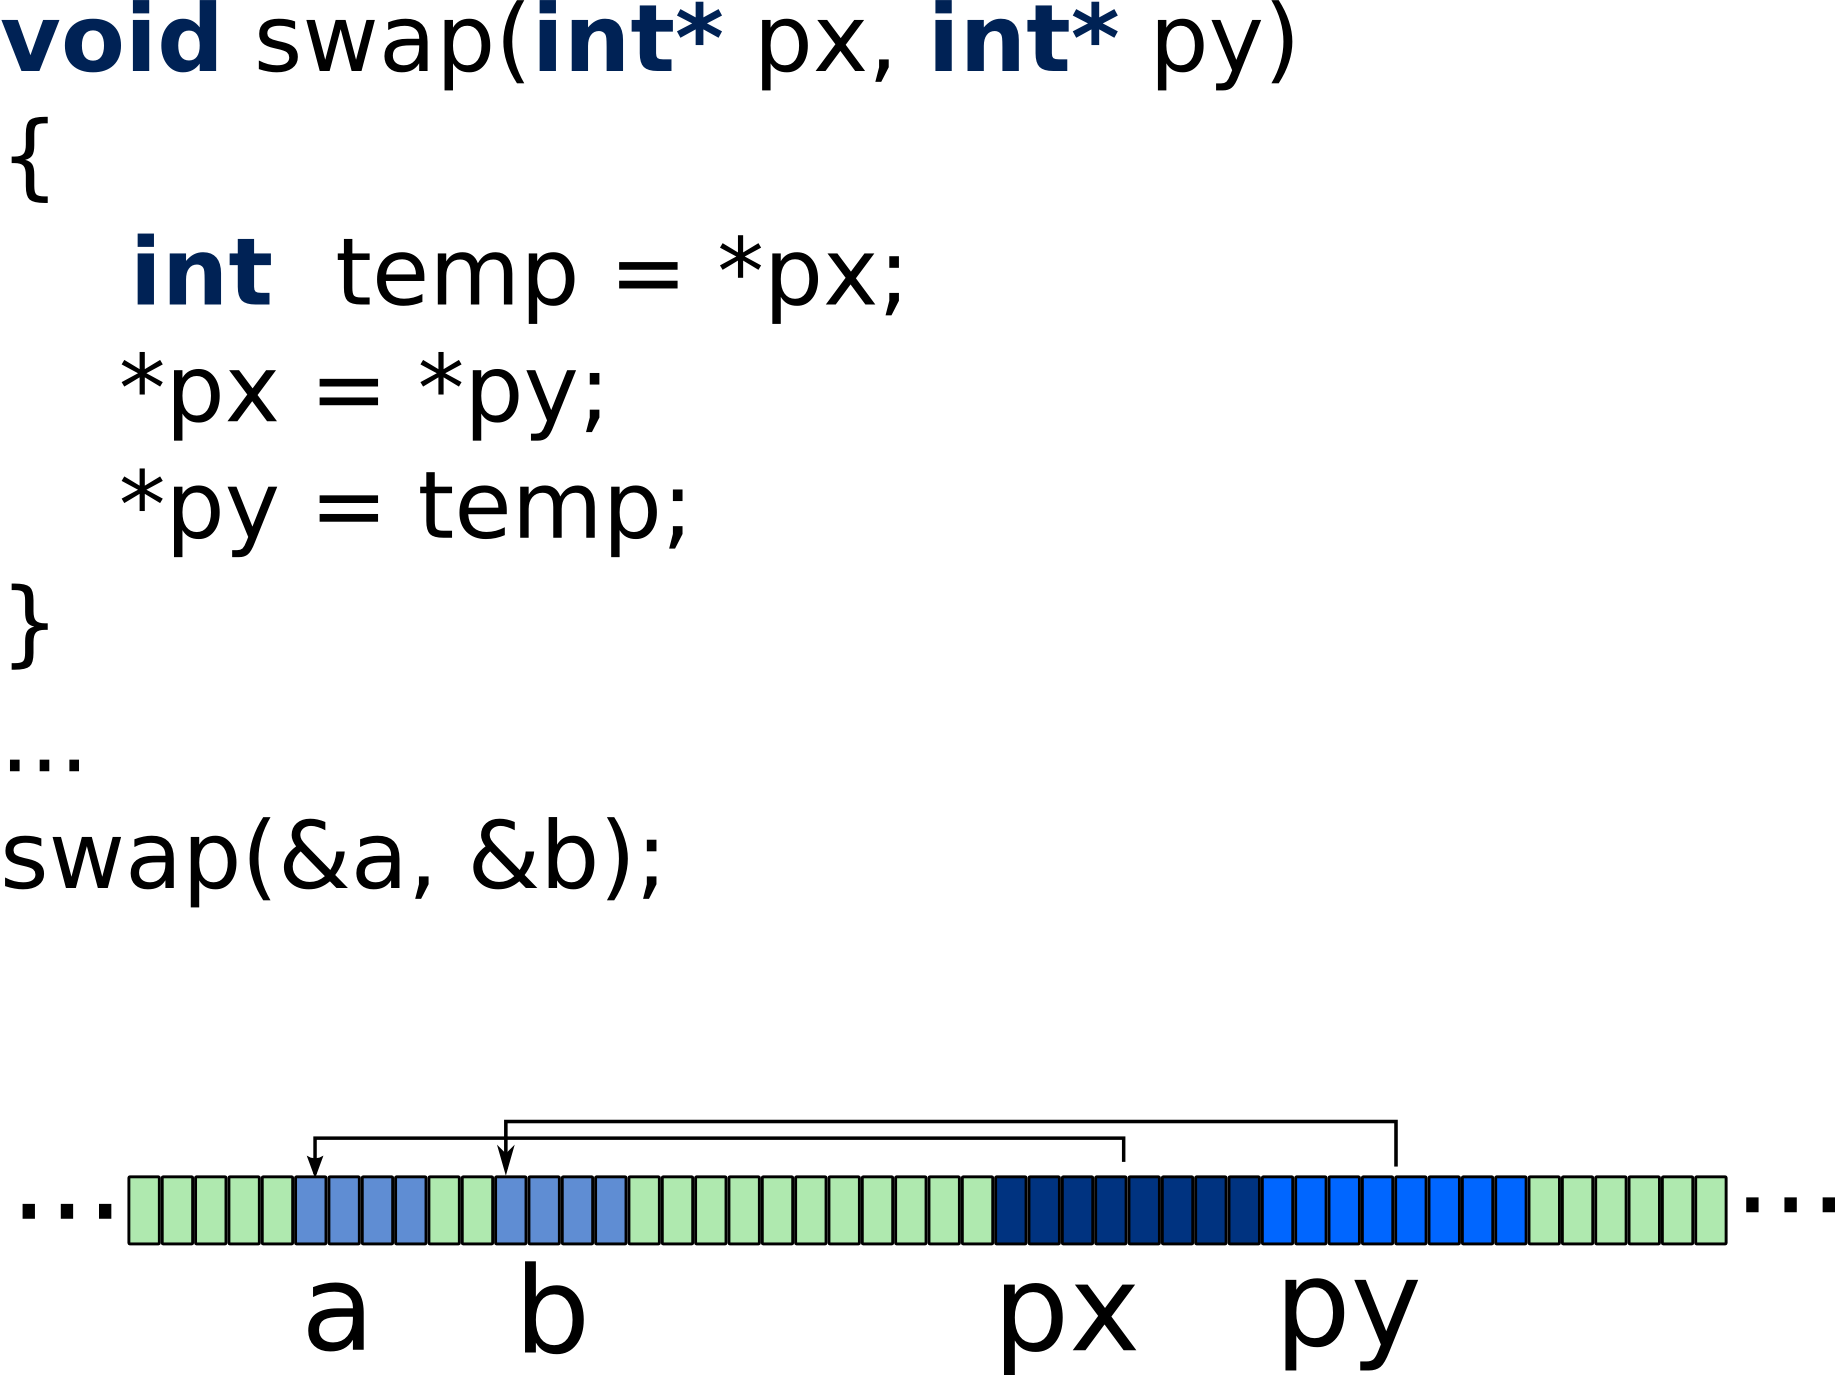 void swap(int* px, int* py)
{
int temp = *px;
*px = *py;
*py = temp;
}
...
swap(&a, &b);
... ...
a b px py